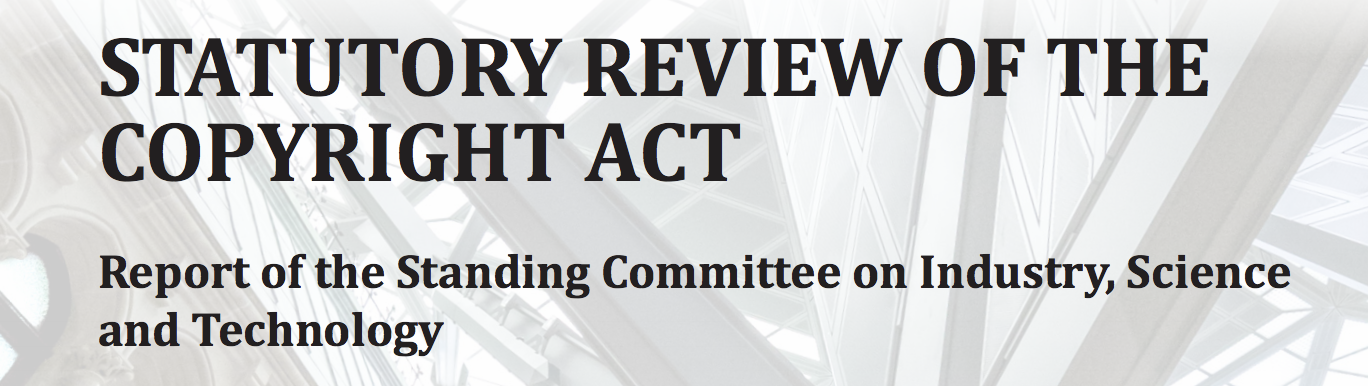 STATUTORY REVIEW OF THE
COPYRIGHT ACT
Report of the Standing Committee on Industry, Science
and Technology